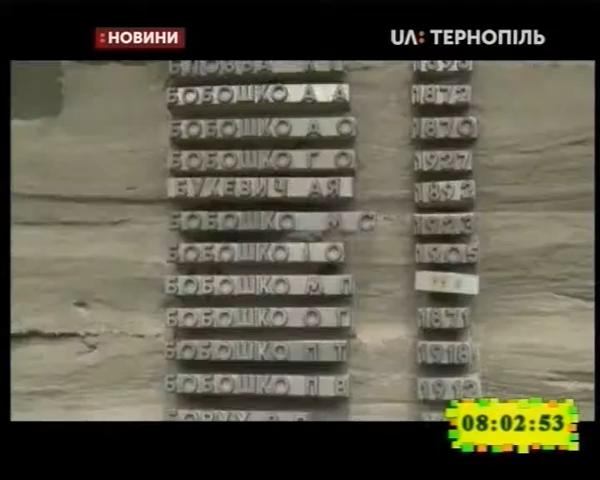 :НОВИНИ
UA: ТЕРНОПІЛЬ
БОБОШКО А А 1872
БОБОШКО А О 1870
БОБОШКО Г О 1927
БУКЕВИЧ А Я 1892
БОБОШКО М С 1923
БОБОШКО І О 1905
БОБОШКО М П
БОБОШКО О Г 1871
БОБОШКО П Т 1918
БОБОШКО П В 1912
08:02:53